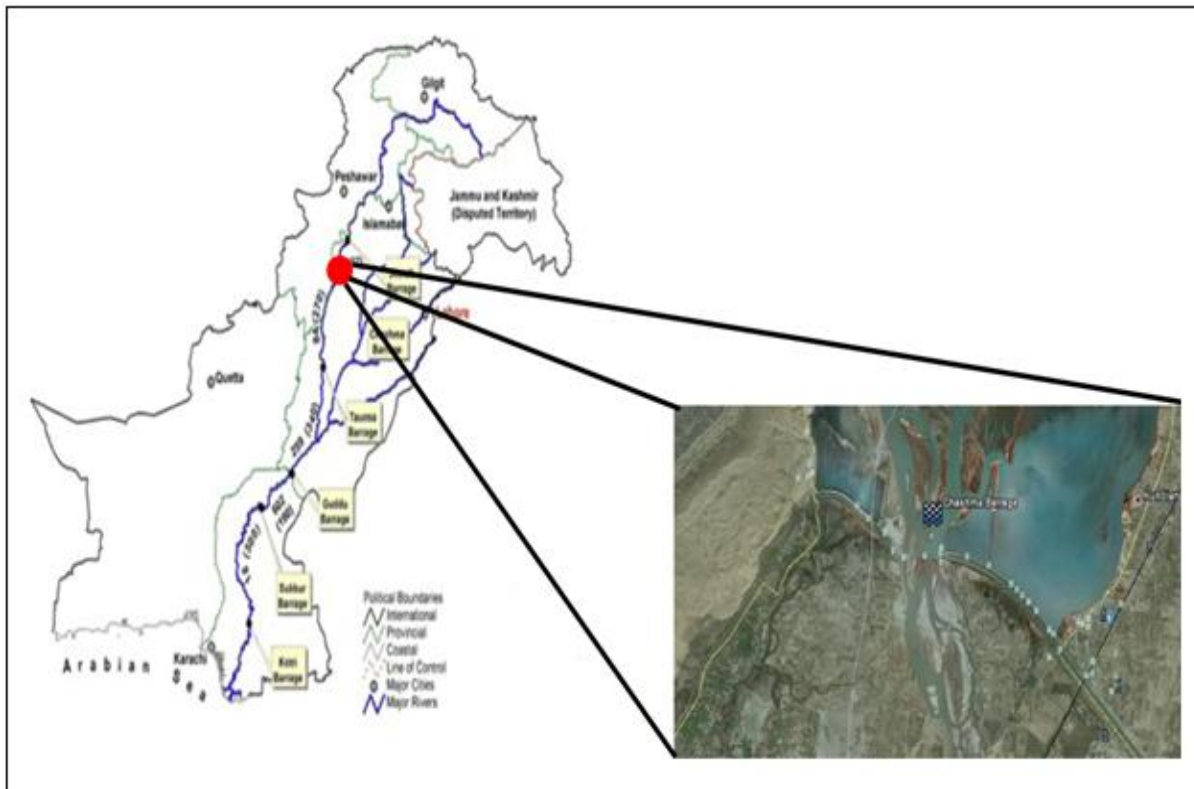 Gilgit
Peshawar
Islamabad
Jammu and Kashmir
(Disputed Territory)
Barrage
Lahore
Chashma
Barrage
Quetta
Taunsa
Barrage
Guddu
Barrage
Sukkur
Barrage
Kotri
Barrage
Karachi
Arabian
Sea
Political Boundaries
International
Provincial
Coastal
Line of Control
Major Cities
Major Rivers
Chashma Barrage